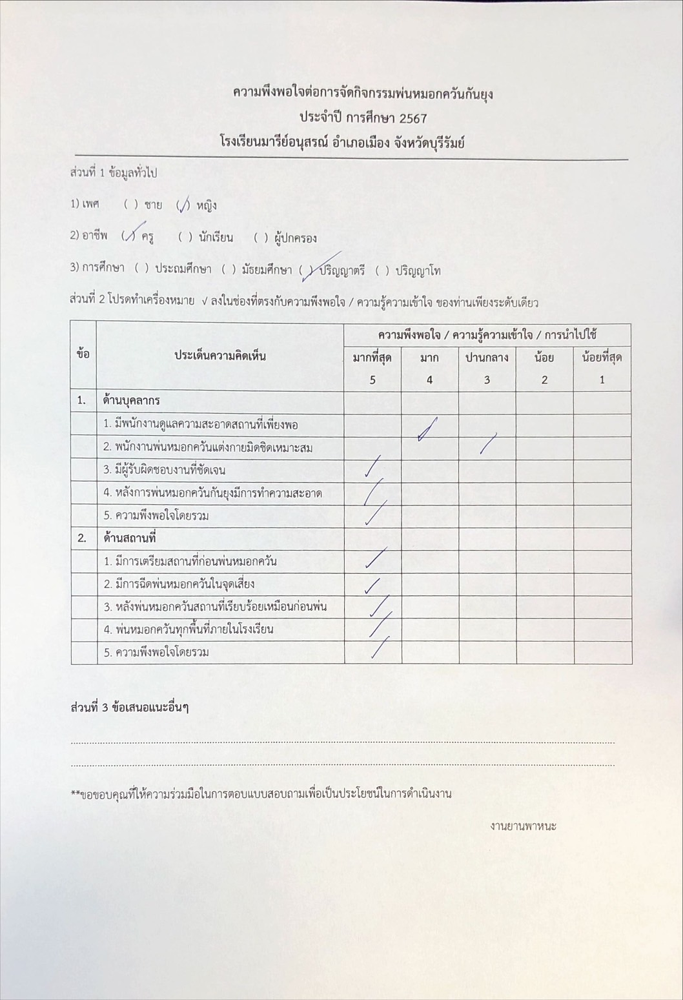 ความพึงพอใจต่อการจัดกิจกรรมพ่นหมอกควันกันยุง
ประจำปี การศึกษา 2567
โรงเรียนมารีย์อนุสรณ์ อำเภอเมือง จังหวัดบุรีรัมย์
ส่วนที่ 1 ข้อมูลทั่วไป
1) เพศ ( ) ชาย (✓) หญิง
2) อาชีพ (✓) ครู ( ) นักเรียน ( ) ผู้ปกครอง
3) การศึกษา ( ) ประถมศึกษา ( ) มัธยมศึกษา (✓) ปริญญาตรี ( ) ปริญญาโท
ส่วนที่ 2 โปรดทำเครื่องหมาย √ ลงในช่องที่ตรงกับความพึงพอใจ / ความรู้ความเข้าใจ ของท่านเพียงระดับเดียว
ข้อ ประเด็นความคิดเห็น ความพึงพอใจ / ความรู้ความเข้าใจ / การนำไปใช้
มากที่สุด มาก ปานกลาง น้อย น้อยที่สุด
5 4 3 2 1
1. ด้านบุคลากร
1. มีพนักงานดูแลความสะอาดสถานที่เพี่ยงพอ ✓
2. พนักงานพ่นหมอกควันแต่งกายมิดชิดเหมาะสม ✓
3. มีผู้รับผิดชอบงานที่ชัดเจน ✓
4. หลังการพ่นหมอกควันกันยุงมีการทำความสะอาด ✓
5. ความพึงพอใจโดยรวม ✓
2. ด้านสถานที่
1. มีการเตรียมสถานที่ก่อนพ่นหมอกควัน ✓
2. มีการฉีดพ่นหมอกควันในจุดเสี่ยง ✓
3. หลังพ่นหมอกควันสถานที่เรียบร้อยเหมือนก่อนพ่น ✓
4. พ่นหมอกควันทุกพื้นที่ภายในโรงเรียน ✓
5. ความพึงพอใจโดยรวม ✓
ส่วนที่ 3 ข้อเสนอแนะอื่นๆ
**ขอขอบคุณที่ให้ความร่วมมือในการตอบแบบสอบถามเพื่อเป็นประโยชน์ในการดำเนินงาน
งานยานพาหนะ